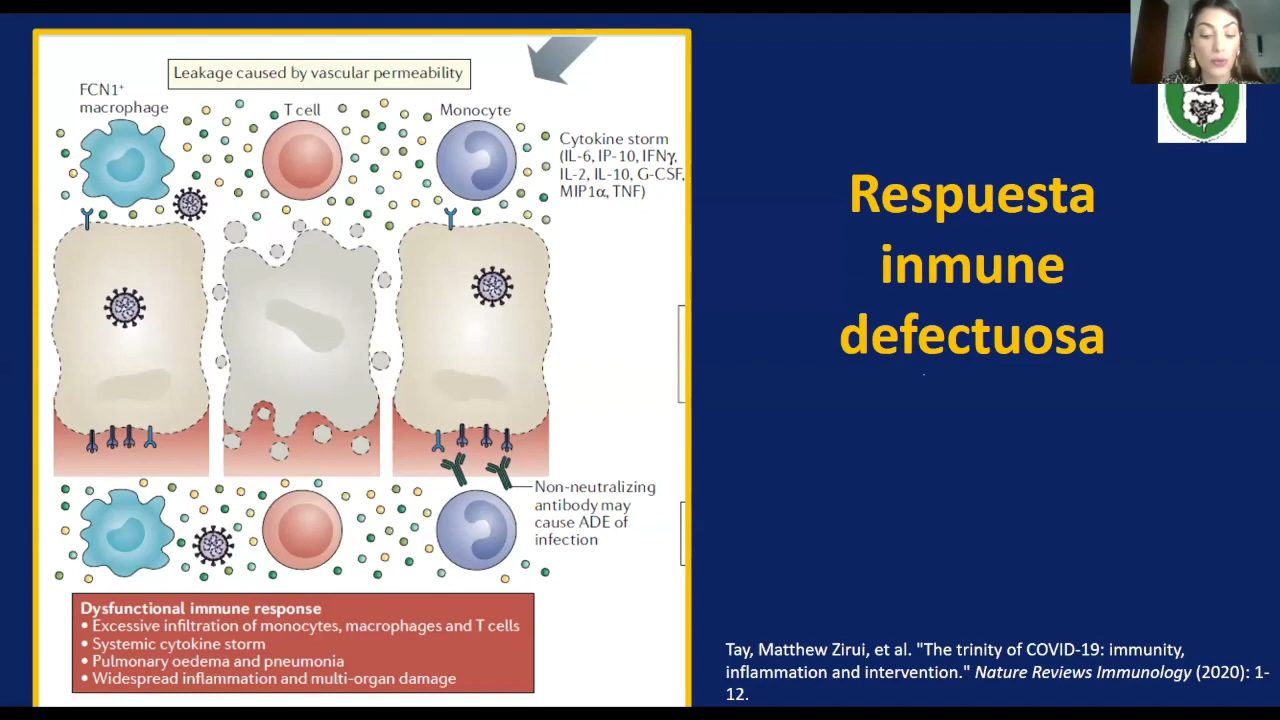 Leakage caused by vascular permeability
FCN1⁺
macrophage
T cell
Monocyte
Cytokine storm
(IL-6, IP-10, IFNγ,
IL-2, IL-10, G-CSF,
MIP1α, TNF)
Non-neutralizing
antibody may
cause ADE of
infection
Dysfunctional immune response
• Excessive infiltration of monocytes, macrophages and T cells
• Systemic cytokine storm
• Pulmonary oedema and pneumonia
• Widespread inflammation and multi-organ damage
Respuesta
inmune
defectuosa
Tay, Matthew Zirui, et al. "The trinity of COVID-19: immunity,
inflammation and intervention." Nature Reviews Immunology (2020): 1-
12.